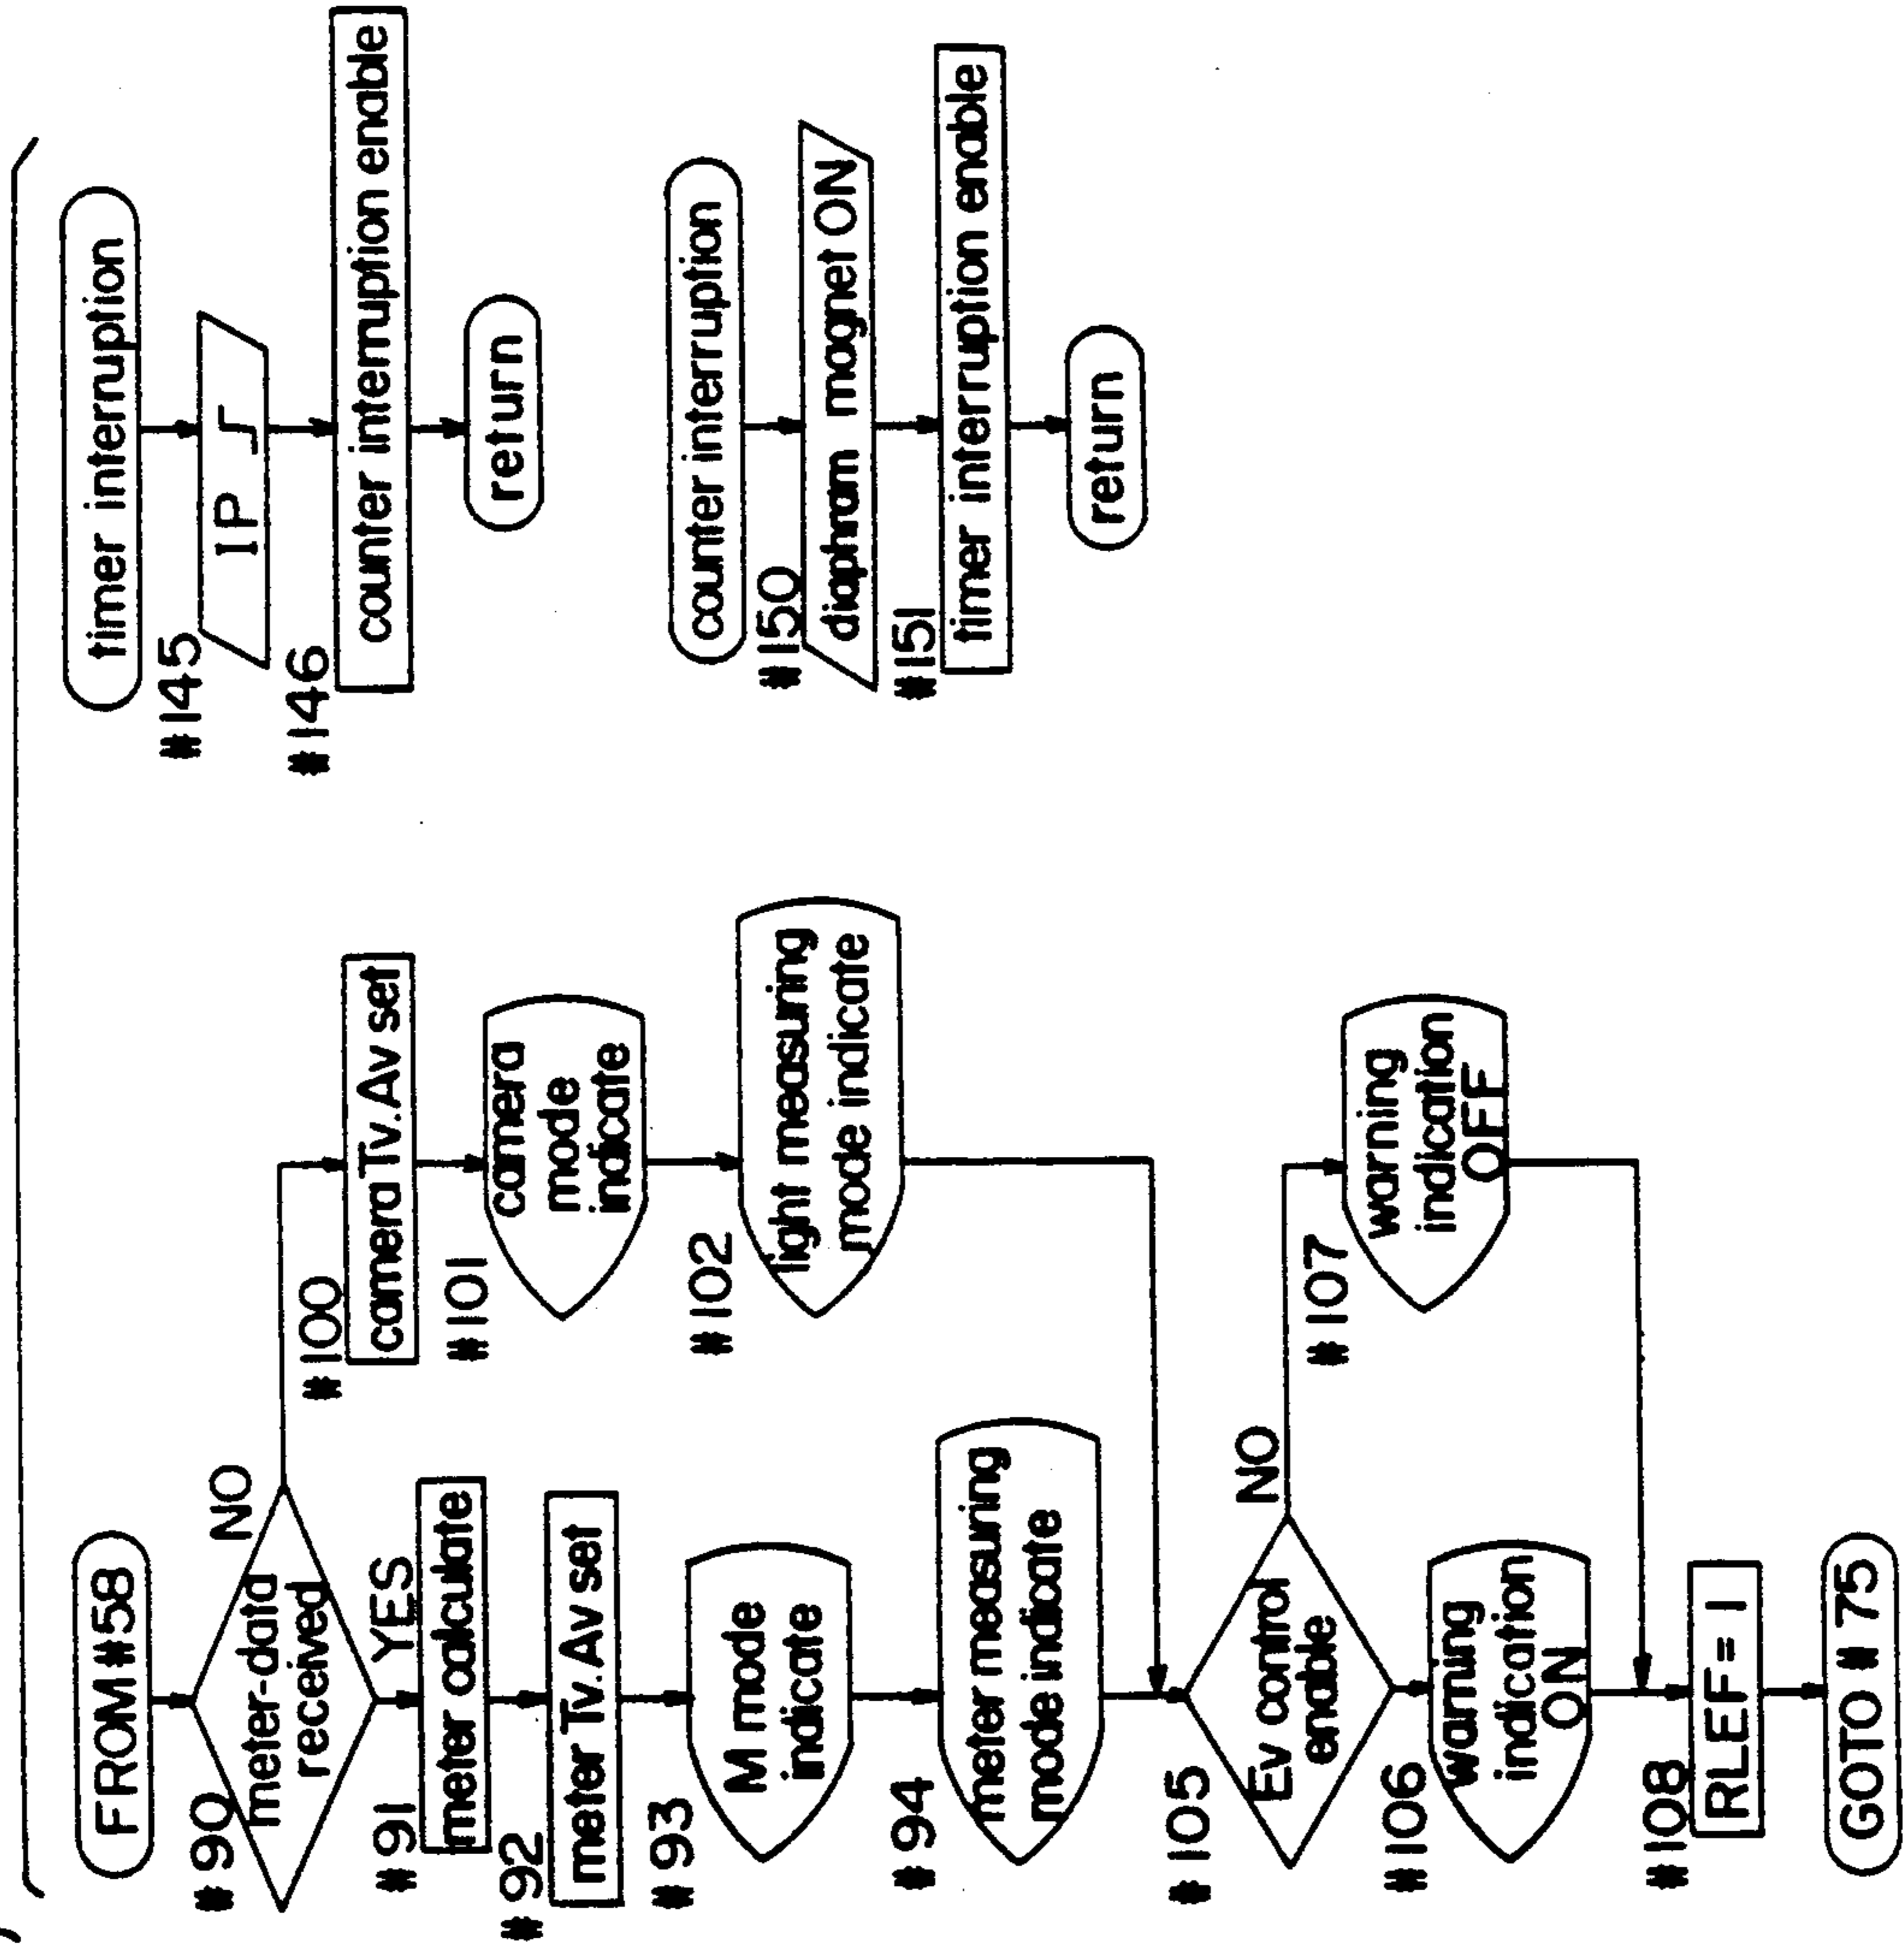 FROM #58
#90
meter-data
received
NO
YES
#91
meter calculate
#92
meter Tv.Av set
#93
M mode
indicate
#94
meter measuring
mode indicate
#100
camera Tv.Av set
#101
camera
mode
indicate
#102
light measuring
mode indicate
#105
Ev control
enable
NO
#106
warning
indication
ON
#107
warning
indication
OFF
#108
RLEF = 1
GOTO #75
timer interruption
#145
IP
#146
counter interruption enable
return
counter interruption
#150
diaphram magnet ON
#151
timer interruption enable
return